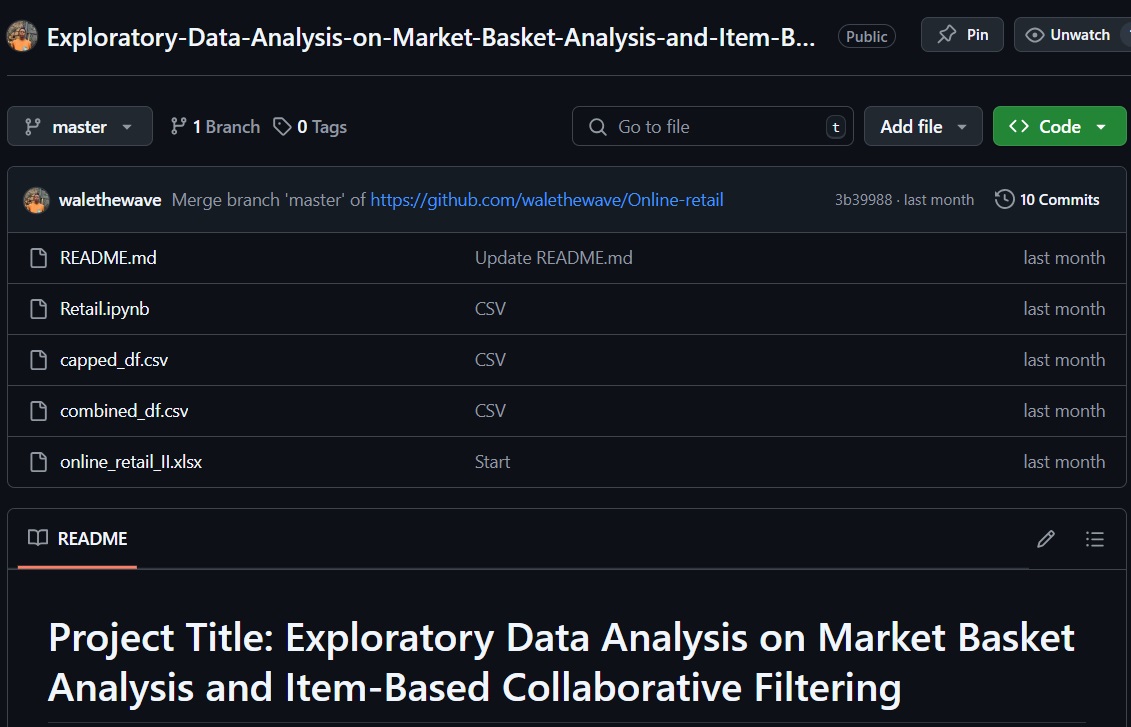 Exploratory-Data-Analysis-on-Market-Basket-Analysis-and-Item-B... Public Pin Unwatch
master 1 Branch 0 Tags Go to file t Add file Code
walethewave Merge branch 'master' of https://github.com/walethewave/Online-retail 3b39988 · last month 10 Commits
README.md Update README.md last month
Retail.ipynb CSV last month
capped_df.csv CSV last month
combined_df.csv CSV last month
online_retail_II.xlsx Start last month
README
Project Title: Exploratory Data Analysis on Market Basket
Analysis and Item-Based Collaborative Filtering